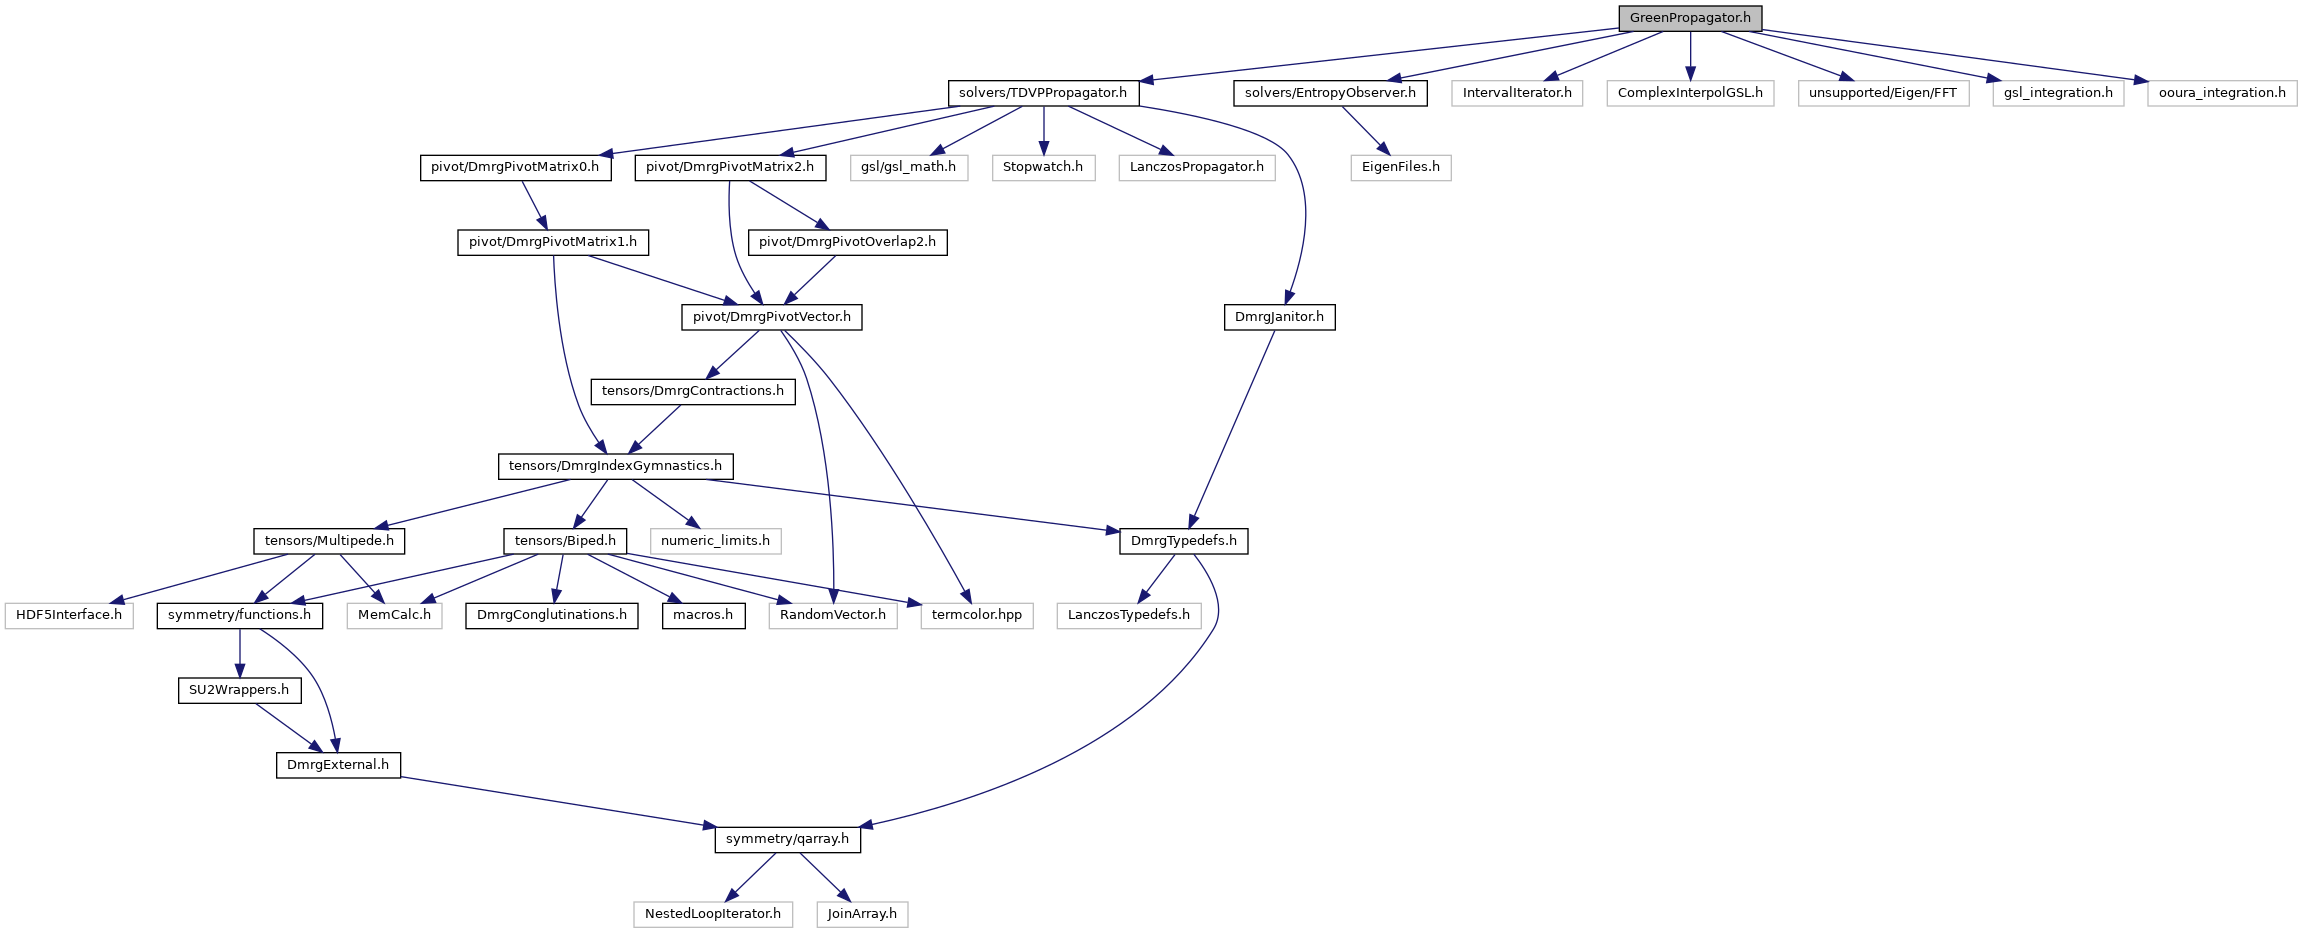 GreenPropagator.h
solvers/TDVPPropagator.h
solvers/EntropyObserver.h
IntervalIterator.h
ComplexInterpolGSL.h
unsupported/Eigen/FFT
gsl_integration.h
ooura_integration.h
pivot/DmrgPivotMatrix0.h
pivot/DmrgPivotMatrix2.h
gsl/gsl_math.h
Stopwatch.h
LanczosPropagator.h
EigenFiles.h
pivot/DmrgPivotMatrix1.h
pivot/DmrgPivotOverlap2.h
pivot/DmrgPivotVector.h
DmrgJanitor.h
tensors/DmrgContractions.h
tensors/DmrgIndexGymnastics.h
tensors/Multipede.h
tensors/Biped.h
numeric_limits.h
DmrgTypedefs.h
HDF5Interface.h
symmetry/functions.h
MemCalc.h
DmrgConglutinations.h
macros.h
RandomVector.h
termcolor.hpp
LanczosTypedefs.h
SU2Wrappers.h
DmrgExternal.h
symmetry/qarray.h
NestedLoopIterator.h
JoinArray.h